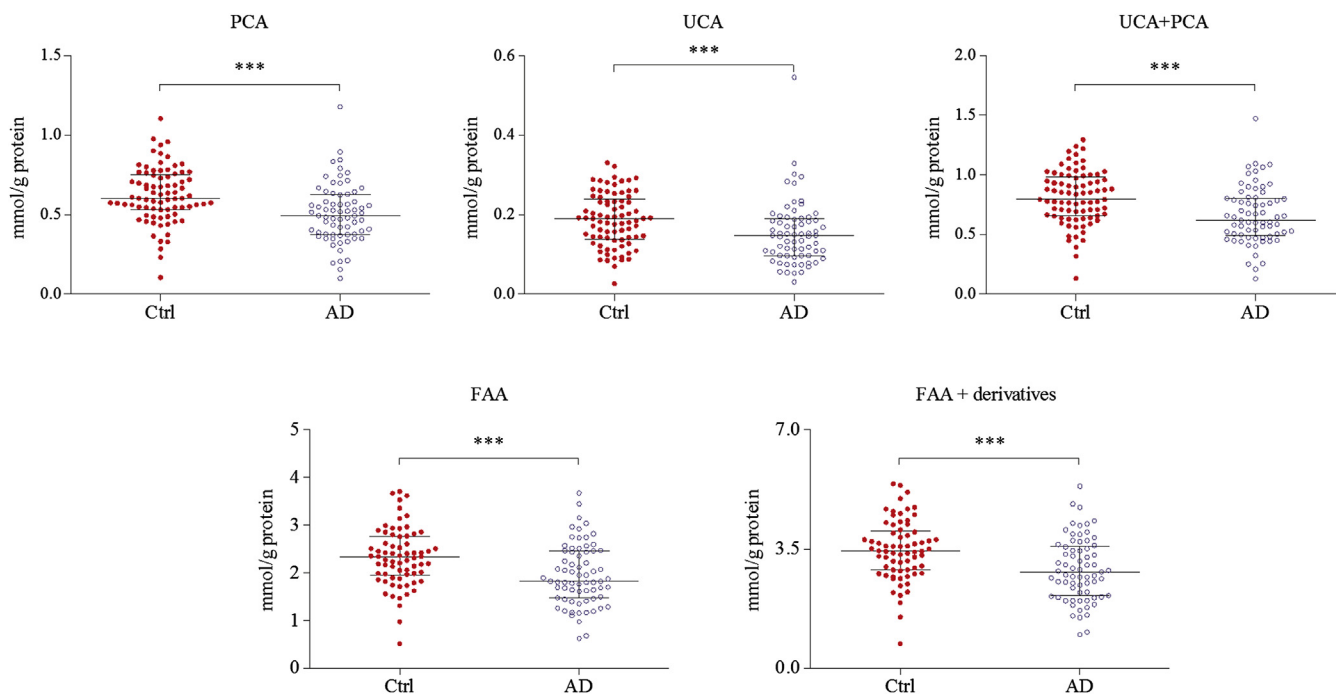 PCA
1.5
***
1.0
0.5
0.0
mmol/g protein
Ctrl
AD
UCA
0.6
***
0.4
0.2
0.0
mmol/g protein
Ctrl
AD
UCA+PCA
2.0
***
1.5
1.0
0.5
0.0
mmol/g protein
Ctrl
AD
FAA
5
***
4
3
2
1
0
mmol/g protein
Ctrl
AD
FAA + derivatives
7.0
***
3.5
0.0
mmol/g protein
Ctrl
AD